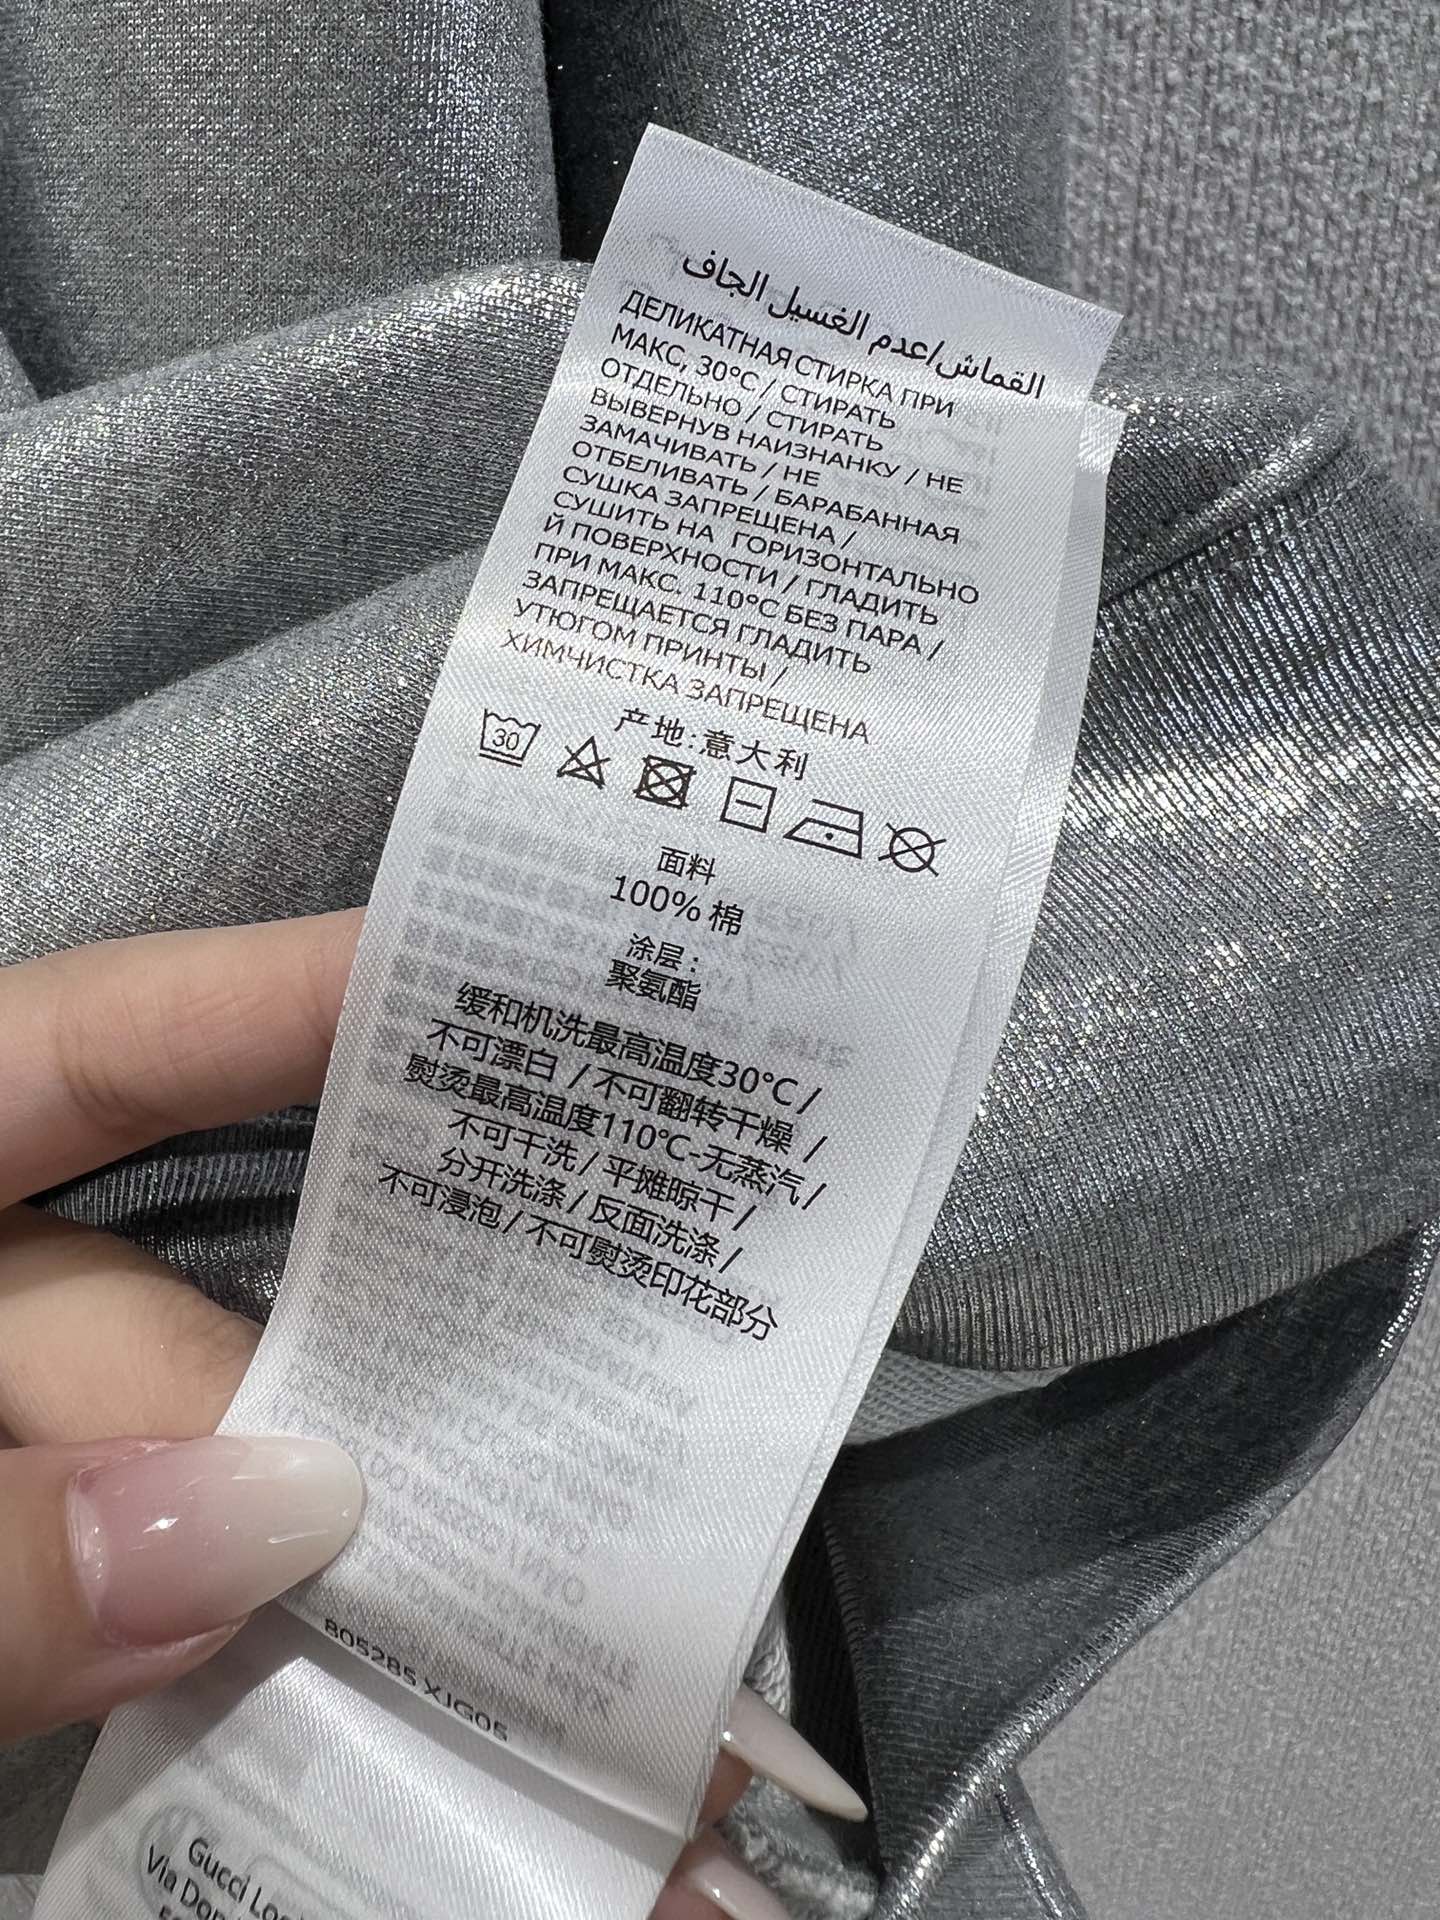 القماش/عدم الغسيل الجاف
ДЕЛИКАТНАЯ СТИРКА ПРИ
МАКС, 30°C / СТИРАТЬ
ОТДЕЛЬНО / СТИРАТЬ
ВЫВЕРНУВ НАИЗНАНКУ / НЕ
ЗАМАЧИВАТЬ / НЕ
ОТБЕЛИВАТЬ / БАРАБАННАЯ
СУШКА ЗАПРЕЩЕНА /
СУШИТЬ НА ГОРИЗОНТАЛЬНО
Й ПОВЕРХНОСТИ / ГЛАДИТЬ
ПРИ МАКС. 110°C БЕЗ ПАРА /
ЗАПРЕЩАЕТСЯ ГЛАДИТЬ
УТЮГОМ ПРИНТЫ /
ХИМЧИСТКА ЗАПРЕЩЕНА
产地:意大利
30
面料
100% 棉
涂层:
聚氨酯
缓和机洗最高温度30°C /
不可漂白 / 不可翻转干燥 /
熨烫最高温度110°C-无蒸汽 /
不可干洗 / 平摊晾干 /
分开洗涤 / 反面洗涤 /
不可浸泡 / 不可熨烫印花部分
805285 XJG05
Gucci
Via Don